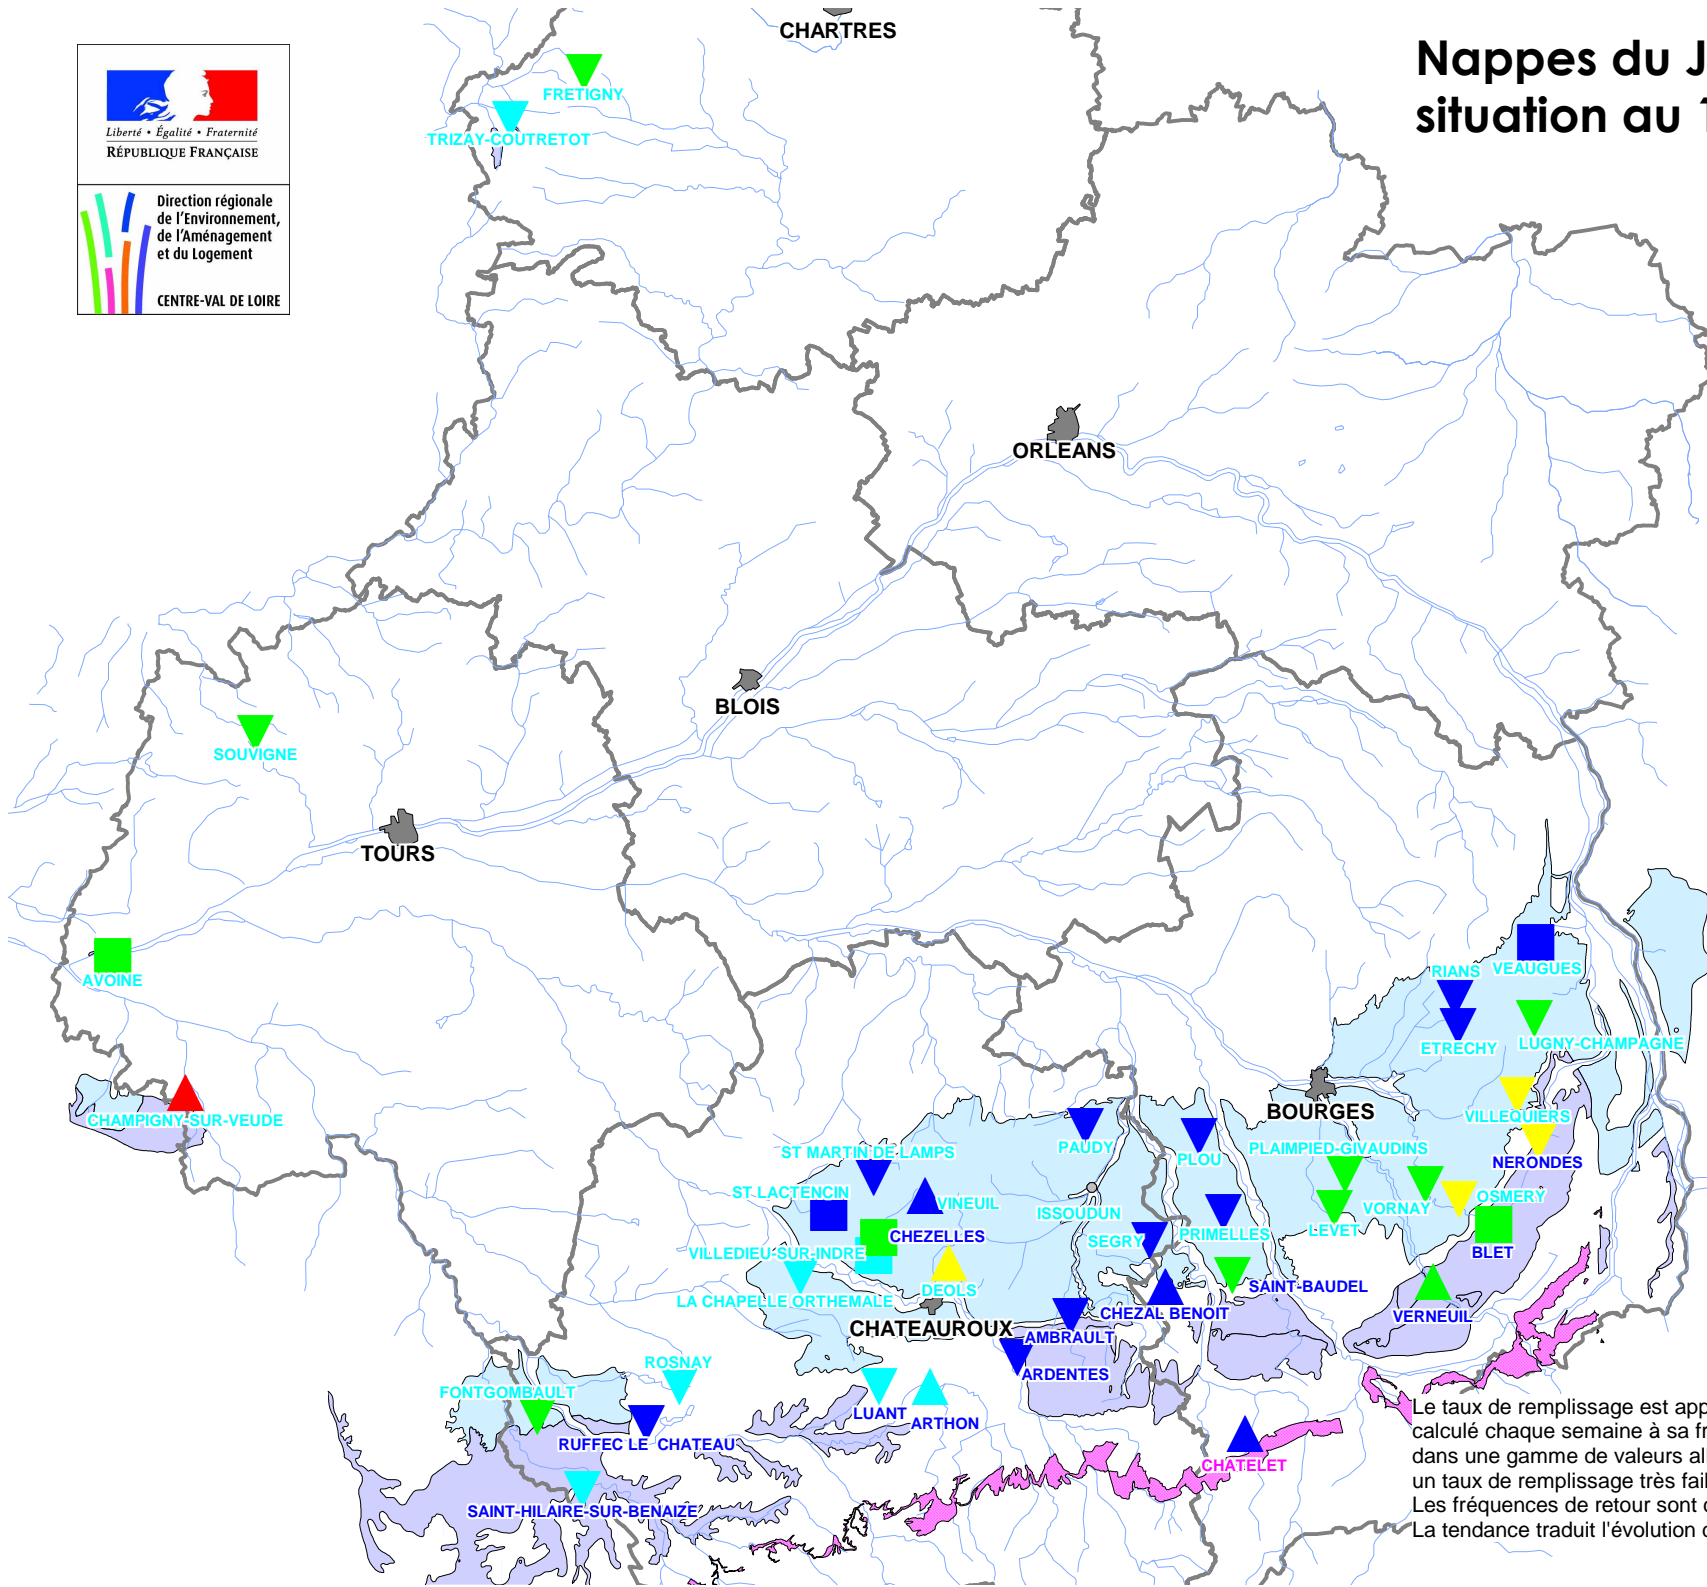 CHARTRES
Nappes du J
situation au 1
FRETIGNY
TRIZAY-COUTRETOT
Liberté • Égalité • Fraternité
RÉPUBLIQUE FRANÇAISE
Direction régionale
de l'Environnement,
de l'Aménagement
et du Logement
CENTRE-VAL DE LOIRE
ORLEANS
BLOIS
SOUVIGNE
TOURS
AVOINE
RIANS
VEAUGUES
ETRECHY
LUGNY-CHAMPAGNE
CHAMPIGNY-SUR-VEUDE
BOURGES
VILLEQUIERS
ST MARTIN DE LAMPS
PAUDY
PLOU
PLAIMPIED-GIVAUDINS
NERONDES
ST LACTENCIN
VINEUIL
ISSOUDUN
VORNAY
OSMERY
CHEZELLES
SEGRY
PRIMELLES
LEVET
VILLEDIEU-SUR-INDRE
BLET
DEOLS
SAINT-BAUDEL
LA CHAPELLE ORTHEMALE
CHEZAL BENOIT
VERNEUIL
CHATEAUROUX
AMBRAULT
ROSNAY
ARDENTES
FONTGOMBAULT
LUANT
ARTHON
RUFFEC LE CHATEAU
CHATELET
SAINT-HILAIRE-SUR-BENAIZE
Le taux de remplissage est app
calculé chaque semaine à sa fr
dans une gamme de valeurs all
un taux de remplissage très faib
Les fréquences de retour sont c
La tendance traduit l'évolution d